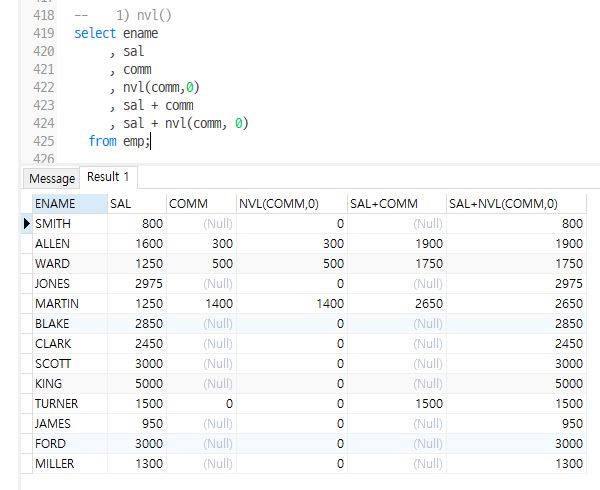 417
418 -- 1) nvl()
419 select ename
420 , sal
421 , comm
422 , nvl(comm,0)
423 , sal + comm
424 , sal + nvl(comm, 0)
425 from emp;
426
Message Result 1
ENAME SAL COMM NVL(COMM,0) SAL+COMM SAL+NVL(COMM,0)
SMITH 800 (Null) 0 (Null) 800
ALLEN 1600 300 300 1900 1900
WARD 1250 500 500 1750 1750
JONES 2975 (Null) 0 (Null) 2975
MARTIN 1250 1400 1400 2650 2650
BLAKE 2850 (Null) 0 (Null) 2850
CLARK 2450 (Null) 0 (Null) 2450
SCOTT 3000 (Null) 0 (Null) 3000
KING 5000 (Null) 0 (Null) 5000
TURNER 1500 0 0 1500 1500
JAMES 950 (Null) 0 (Null) 950
FORD 3000 (Null) 0 (Null) 3000
MILLER 1300 (Null) 0 (Null) 1300